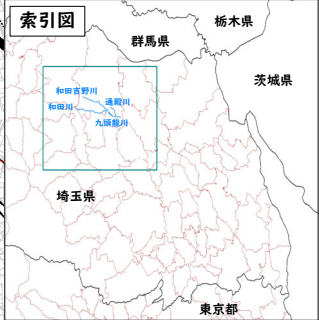 索引図
栃木県
群馬県
茨城県
和田吉野川
通殿川
和田川
九頭龍川
埼玉県
東京都